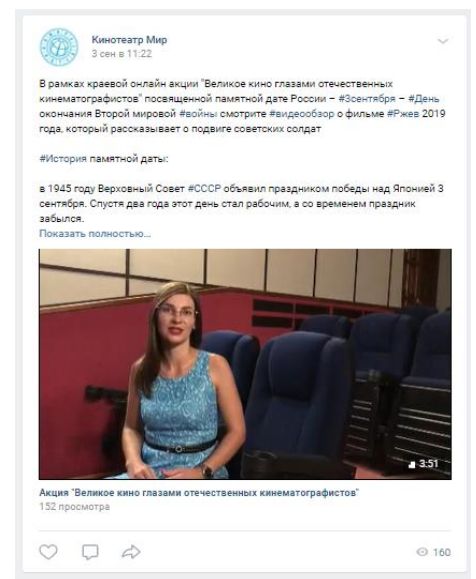 Кинотеатр Мир
3 сен в 11:22
В рамках краевой онлайн акции "Великое кино глазами отечественных
кинематографистов" посвященной памятной дате России – #3сентября – #День
окончания Второй мировой #войны смотрите #видеообзор о фильме #Ржев 2019
года, который рассказывает о подвиге советских солдат
#История памятной даты:
в 1945 году Верховный Совет #СССР объявил праздником победы над Японией 3
сентября. Спустя два года этот день стал рабочим, а со временем праздник
забылся.
Показать полностью...
3:51
Акция "Великое кино глазами отечественных кинематографистов"
152 просмотра
160